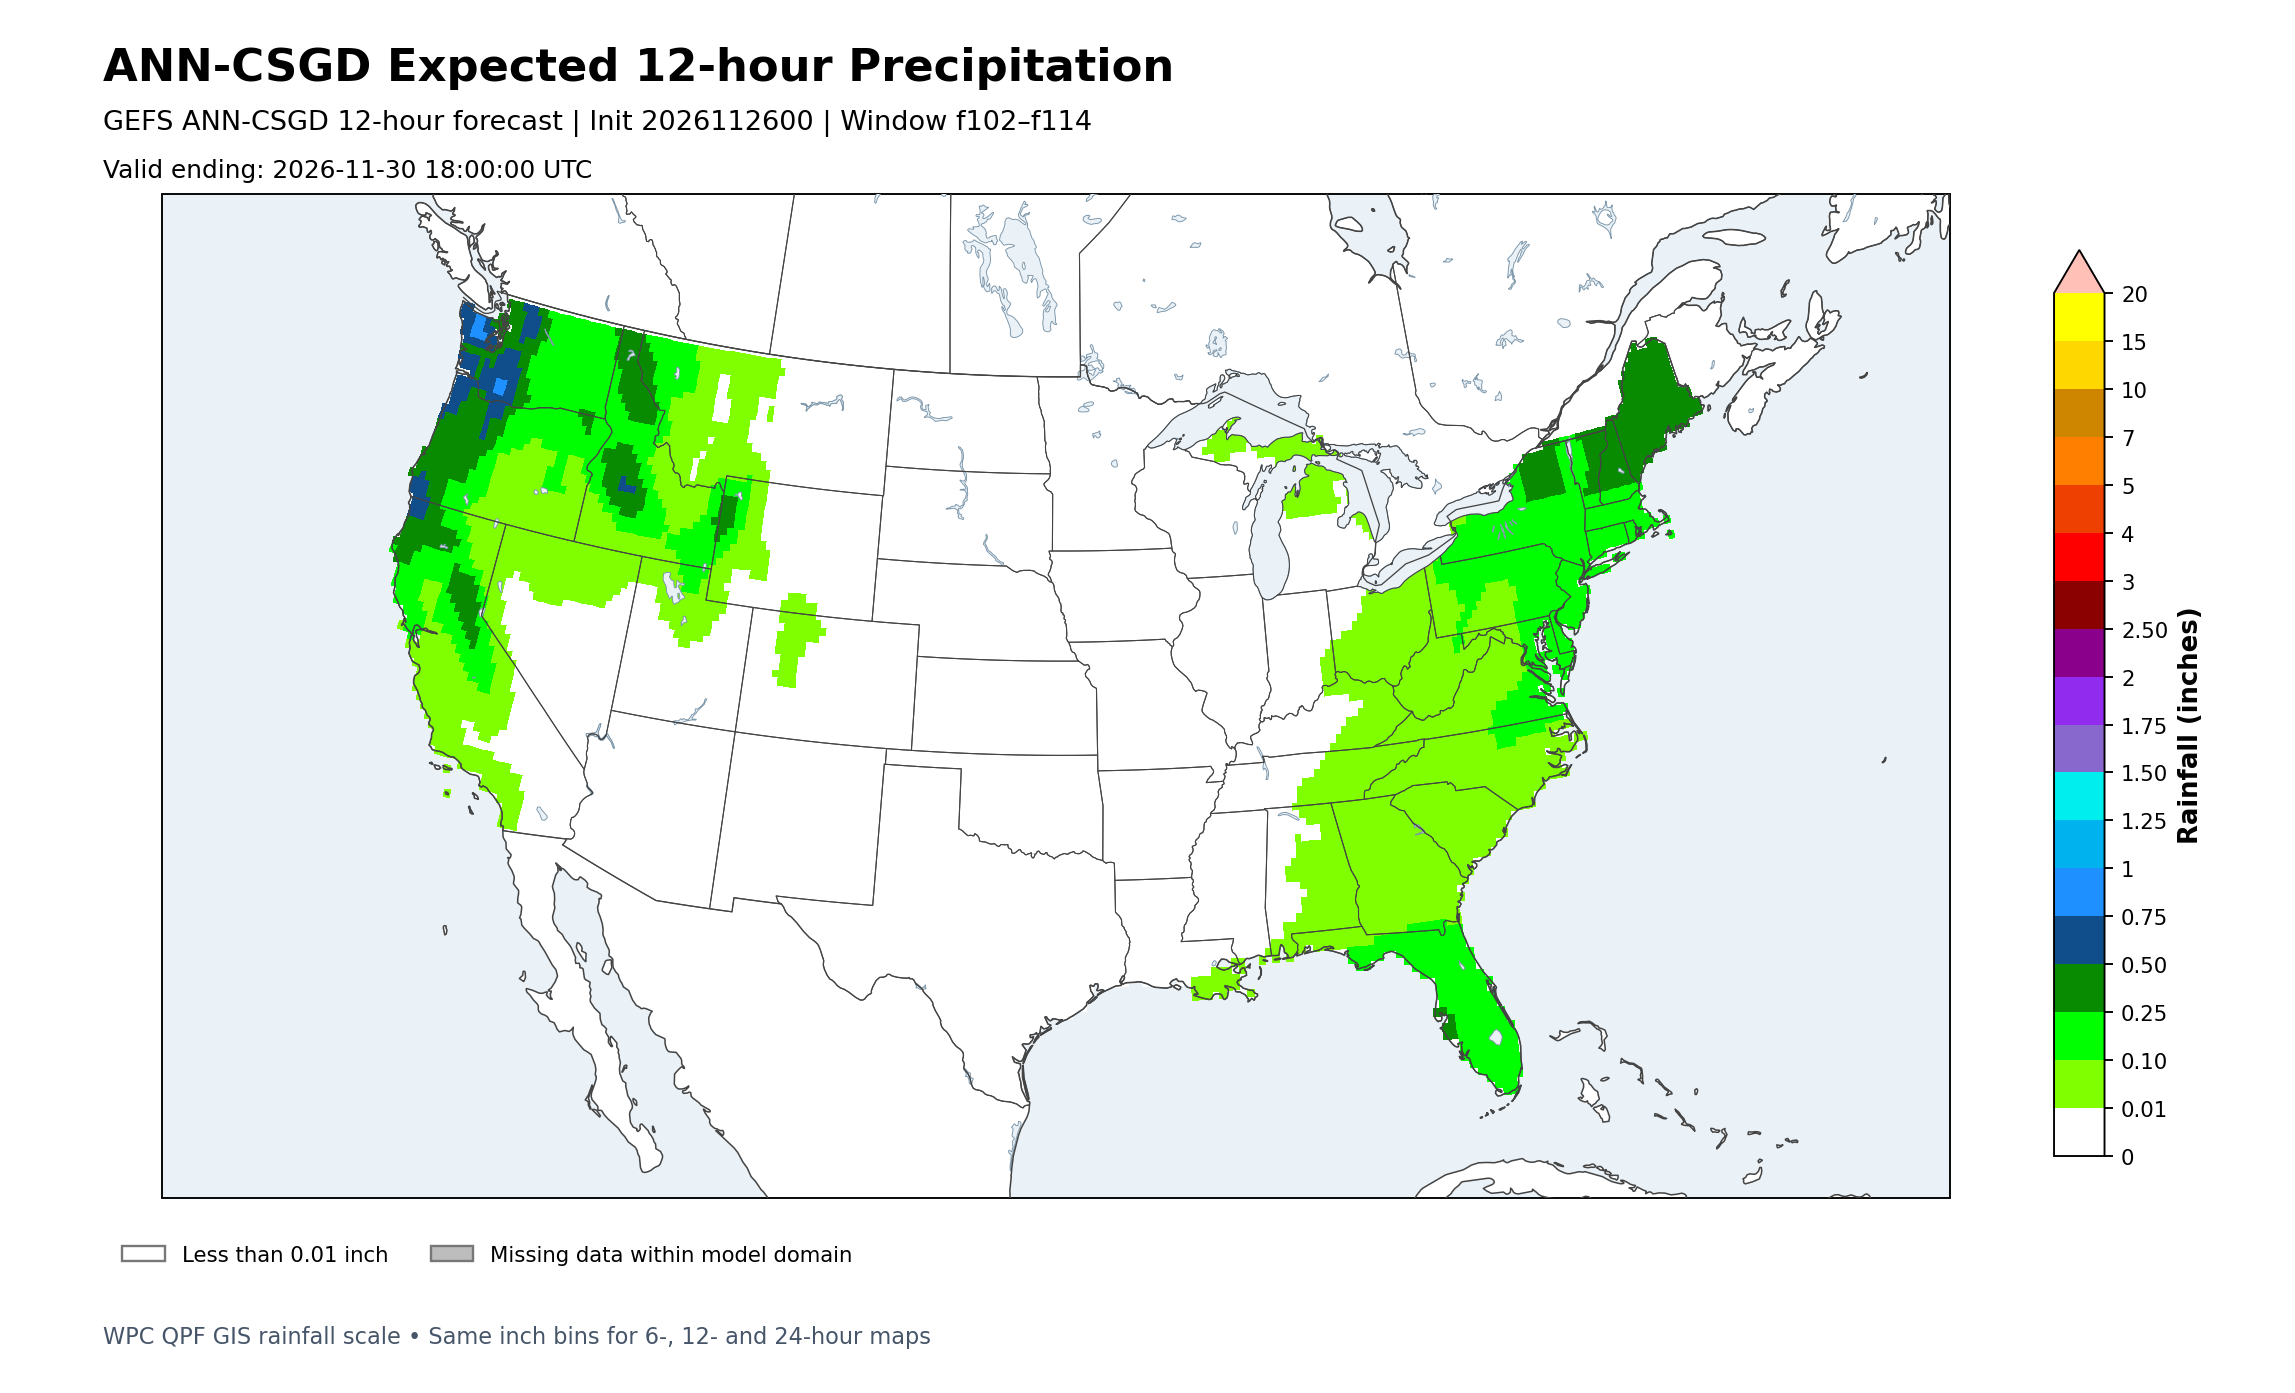 ANN-CSGD Expected 12-hour Precipitation
GEFS ANN-CSGD 12-hour forecast | Init 2026112600 | Window f102–f114
Valid ending: 2026-11-30 18:00:00 UTC
20
15
10
7
5
4
3
2.50
2
1.75
1.50
1.25
1
0.75
0.50
0.25
0.10
0.01
0
Rainfall (inches)
Less than 0.01 inch
Missing data within model domain
WPC QPF GIS rainfall scale • Same inch bins for 6-, 12- and 24-hour maps